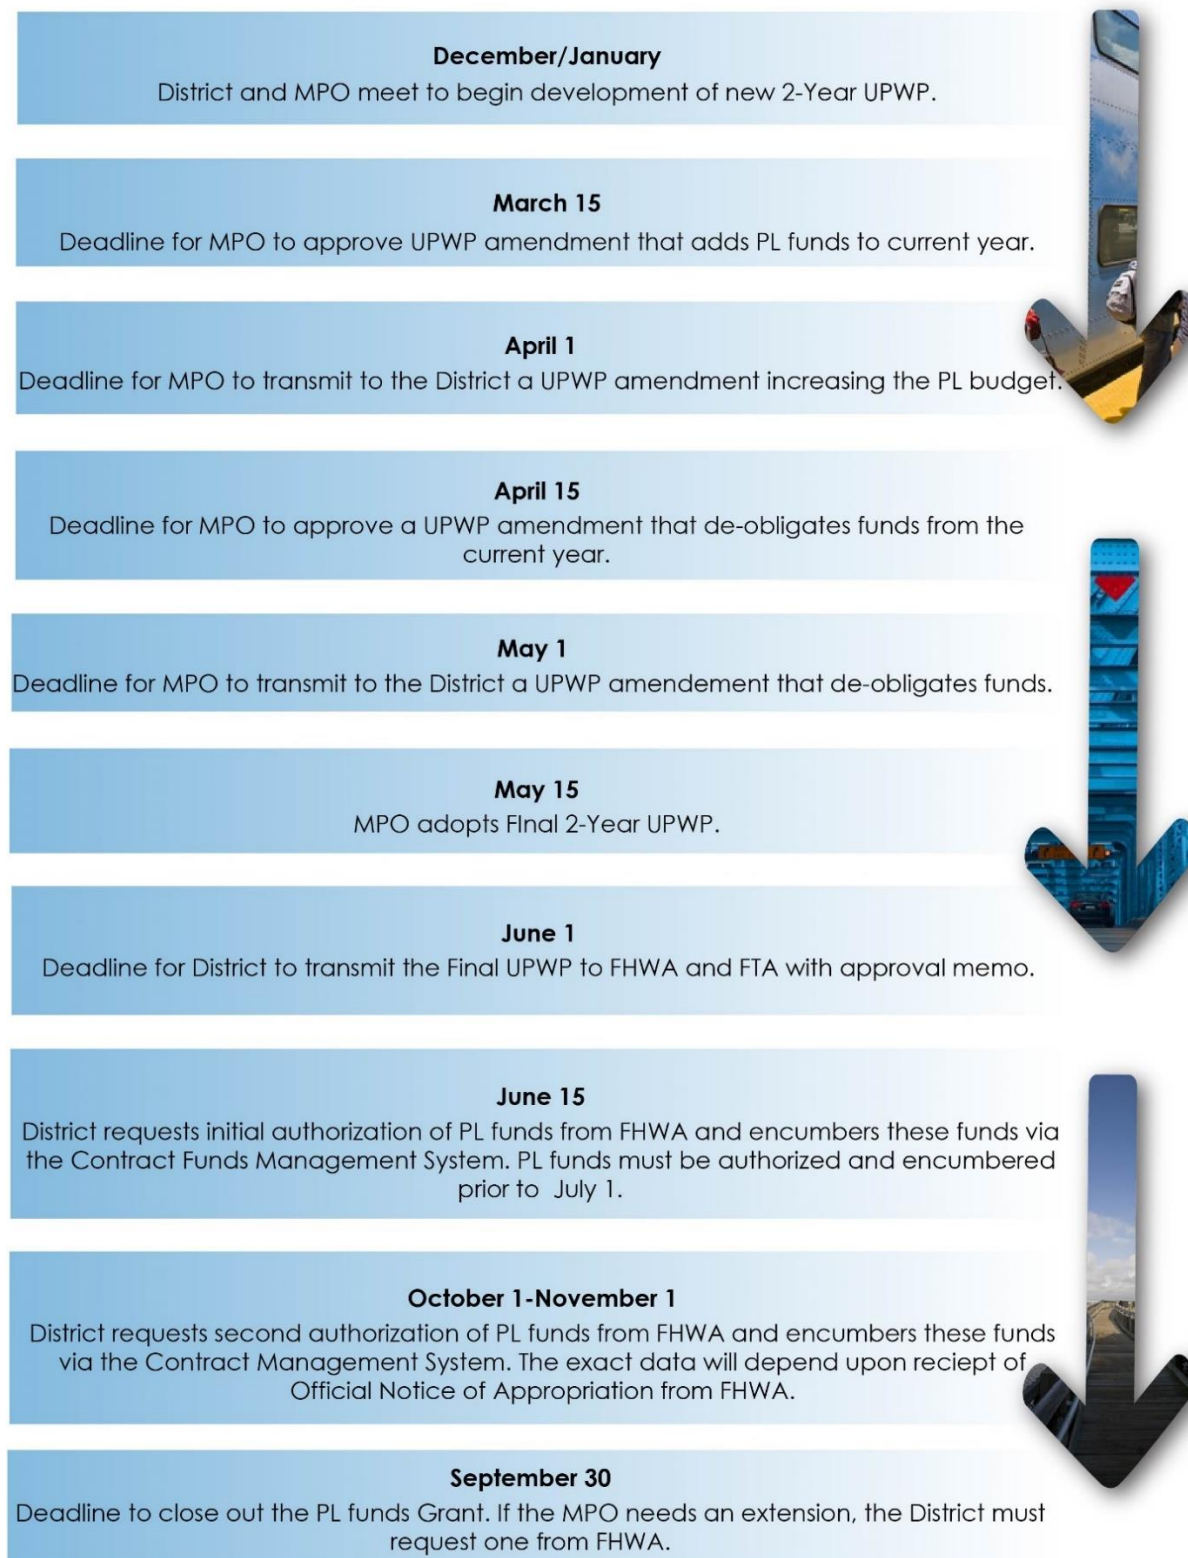 December/January
District and MPO meet to begin development of new 2-Year UPWP.
March 15
Deadline for MPO to approve UPWP amendment that adds PL funds to current year.
April 1
Deadline for MPO to transmit to the District a UPWP amendment increasing the PL budget.
April 15
Deadline for MPO to approve a UPWP amendment that de-obligates funds from the
current year.
May 1
Deadline for MPO to transmit to the District a UPWP amendement that de-obligates funds.
May 15
MPO adopts FInal 2-Year UPWP.
June 1
Deadline for District to transmit the Final UPWP to FHWA and FTA with approval memo.
June 15
District requests initial authorization of PL funds from FHWA and encumbers these funds via
the Contract Funds Management System. PL funds must be authorized and encumbered
prior to  July 1.
October 1-November 1
District requests second authorization of PL funds from FHWA and encumbers these funds
via the Contract Management System. The exact data will depend upon reciept of
Official Notice of Appropriation from FHWA.
September 30
Deadline to close out the PL funds Grant. If the MPO needs an extension, the District must
request one from FHWA.